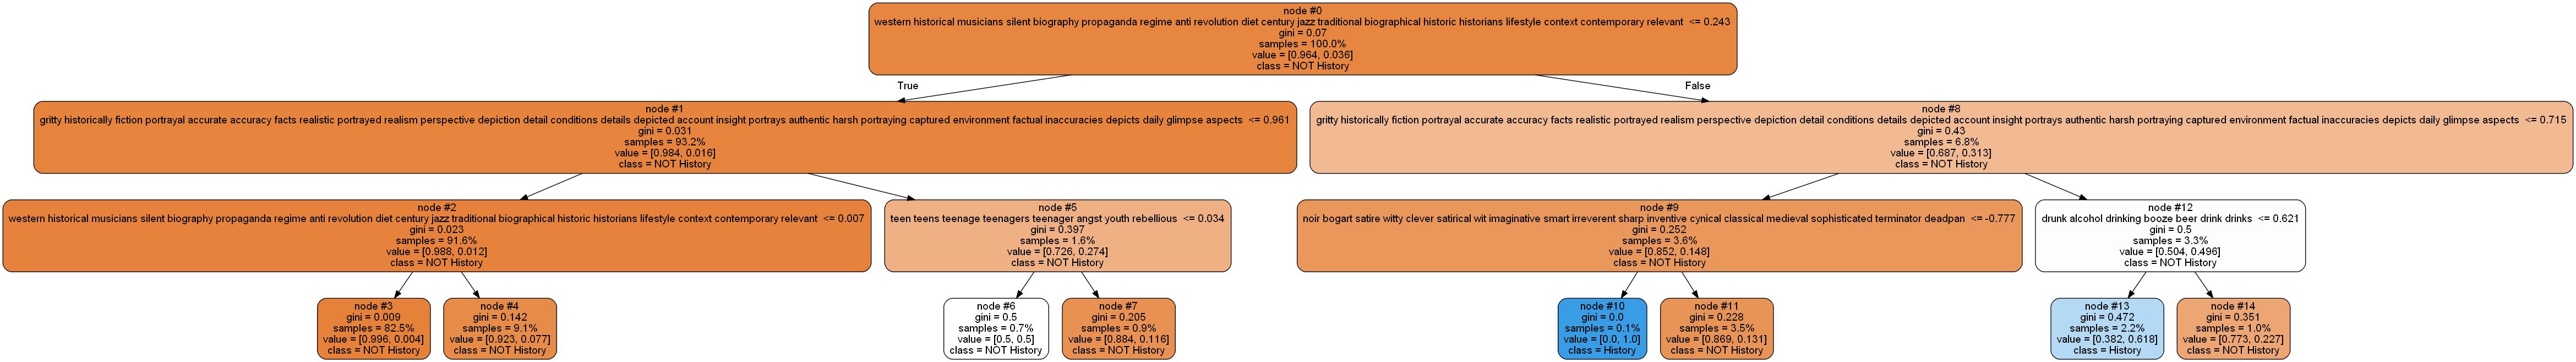 node #0
western historical musicians silent biography propaganda regime anti revolution diet century jazz traditional biographical historic historians lifestyle context contemporary relevant <= 0.243
gini = 0.07
samples = 100.0%
value = [0.964, 0.036]
class = NOT History
True
False
node #1
gritty historically fiction portrayal accurate accuracy facts realistic portrayed realism perspective depiction detail conditions details depicted account insight portrays authentic harsh portraying captured environment factual inaccuracies depicts daily glimpse aspects <= 0.961
gini = 0.031
samples = 93.2%
value = [0.984, 0.016]
class = NOT History
node #8
gritty historically fiction portrayal accurate accuracy facts realistic portrayed realism perspective depiction detail conditions details depicted account insight portrays authentic harsh portraying captured environment factual inaccuracies depicts daily glimpse aspects <= 0.715
gini = 0.43
samples = 6.8%
value = [0.687, 0.313]
class = NOT History
node #2
western historical musicians silent biography propaganda regime anti revolution diet century jazz traditional biographical historic historians lifestyle context contemporary relevant <= 0.007
gini = 0.023
samples = 91.6%
value = [0.988, 0.012]
class = NOT History
node #5
teen teens teenage teenagers teenager angst youth rebellious <= 0.034
gini = 0.397
samples = 1.6%
value = [0.726, 0.274]
class = NOT History
node #9
noir bogart satire witty clever satirical wit imaginative smart irreverent sharp inventive cynical classical medieval sophisticated terminator deadpan <= -0.777
gini = 0.252
samples = 3.6%
value = [0.852, 0.148]
class = NOT History
node #12
drunk alcohol drinking booze beer drink drinks <= 0.621
gini = 0.5
samples = 3.3%
value = [0.504, 0.496]
class = NOT History
node #3
gini = 0.009
samples = 82.5%
value = [0.996, 0.004]
class = NOT History
node #4
gini = 0.142
samples = 9.1%
value = [0.923, 0.077]
class = NOT History
node #6
gini = 0.5
samples = 0.7%
value = [0.5, 0.5]
class = NOT History
node #7
gini = 0.205
samples = 0.9%
value = [0.884, 0.116]
class = NOT History
node #10
gini = 0.0
samples = 0.1%
value = [0.0, 1.0]
class = History
node #11
gini = 0.228
samples = 3.5%
value = [0.869, 0.131]
class = NOT History
node #13
gini = 0.472
samples = 2.2%
value = [0.382, 0.618]
class = History
node #14
gini = 0.351
samples = 1.0%
value = [0.773, 0.227]
class = NOT History